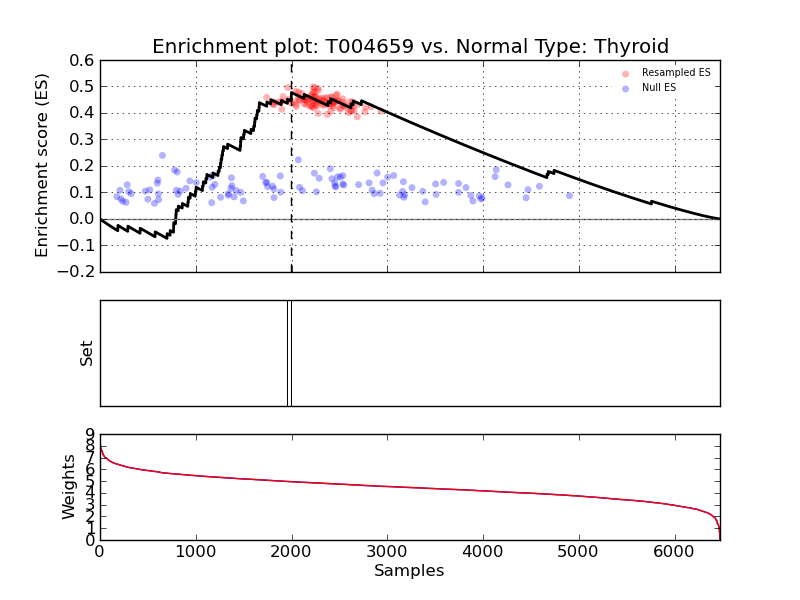 Enrichment plot: T004659 vs. Normal Type: Thyroid
Enrichment score (ES)
0.6
0.5
0.4
0.3
0.2
0.1
0.0
−0.1
−0.2
Resampled ES
Null ES
Set
Weights
9
8
7
6
5
4
3
2
1
0
0 1000 2000 3000 4000 5000 6000
Samples